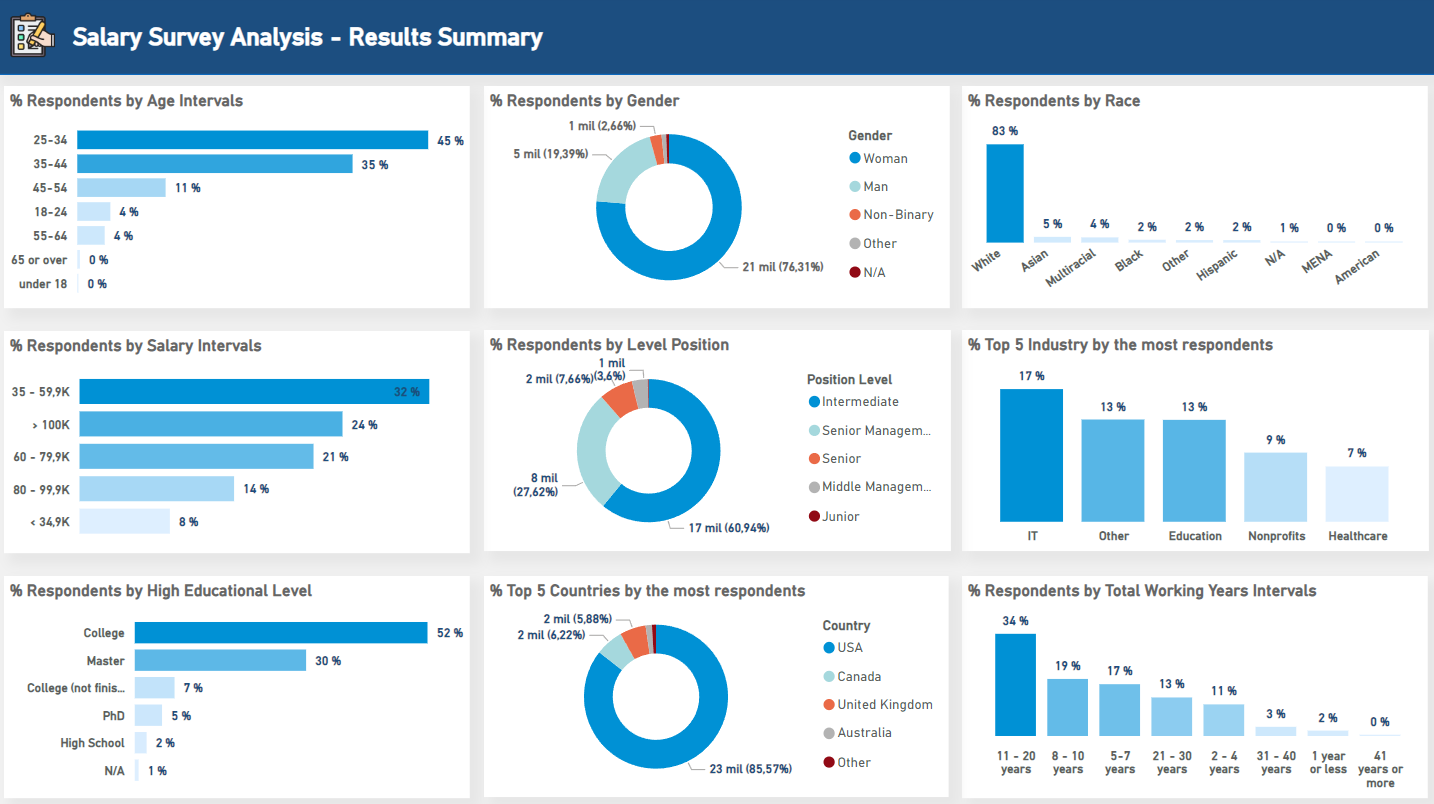 Salary Survey Analysis - Results Summary
% Respondents by Age Intervals
25-34 45 %
35-44 35 %
45-54 11 %
18-24 4 %
55-64 4 %
65 or over 0 %
under 18 0 %
% Respondents by Gender
1 mil (2,66%)
5 mil (19,39%)
21 mil (76,31%)
Gender
Woman
Man
Non-Binary
Other
N/A
% Respondents by Race
83 %
5 %
4 %
2 %
2 %
2 %
1 %
0 %
0 %
White
Asian
Multiracial
Black
Other
Hispanic
N/A
MENA
American
% Respondents by Salary Intervals
35 - 59,9K 32 %
> 100K 24 %
60 - 79,9K 21 %
80 - 99,9K 14 %
< 34,9K 8 %
% Respondents by Level Position
1 mil
(3,6%)
2 mil (7,66%)
8 mil
(27,62%)
17 mil (60,94%)
Position Level
Intermediate
Senior Managem...
Senior
Middle Managem...
Junior
% Top 5 Industry by the most respondents
17 %
13 %
13 %
9 %
7 %
IT
Other
Education
Nonprofits
Healthcare
% Respondents by High Educational Level
College 52 %
Master 30 %
College (not finis... 7 %
PhD 5 %
High School 2 %
N/A 1 %
% Top 5 Countries by the most respondents
2 mil (5,88%)
2 mil (6,22%)
23 mil (85,57%)
Country
USA
Canada
United Kingdom
Australia
Other
% Respondents by Total Working Years Intervals
34 %
19 %
17 %
13 %
11 %
3 %
2 %
0 %
11 - 20
years
8 - 10
years
5-7
years
21 - 30
years
2 - 4
years
31 - 40
years
1 year
or less
41
years or
more